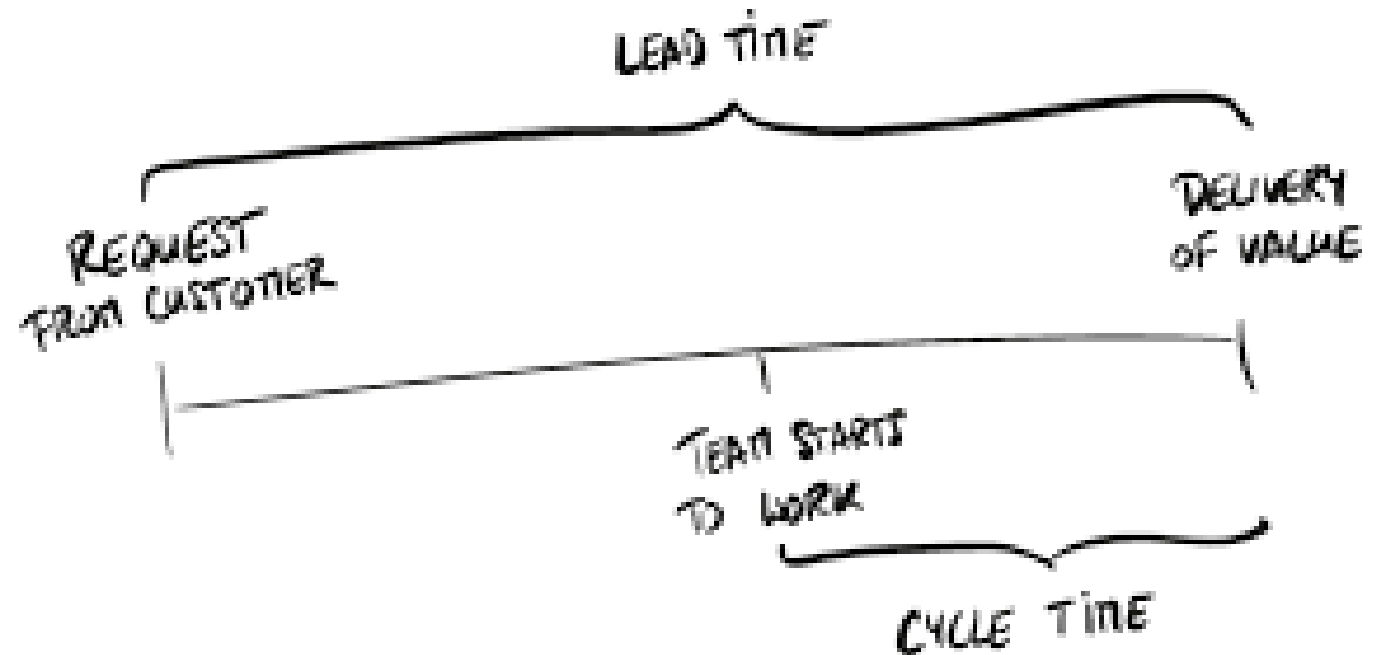 LEAD TIME
REQUEST
FROM CUSTOMER
DELIVERY
OF VALUE
TEAM STARTS
TO WORK
CYCLE TIME